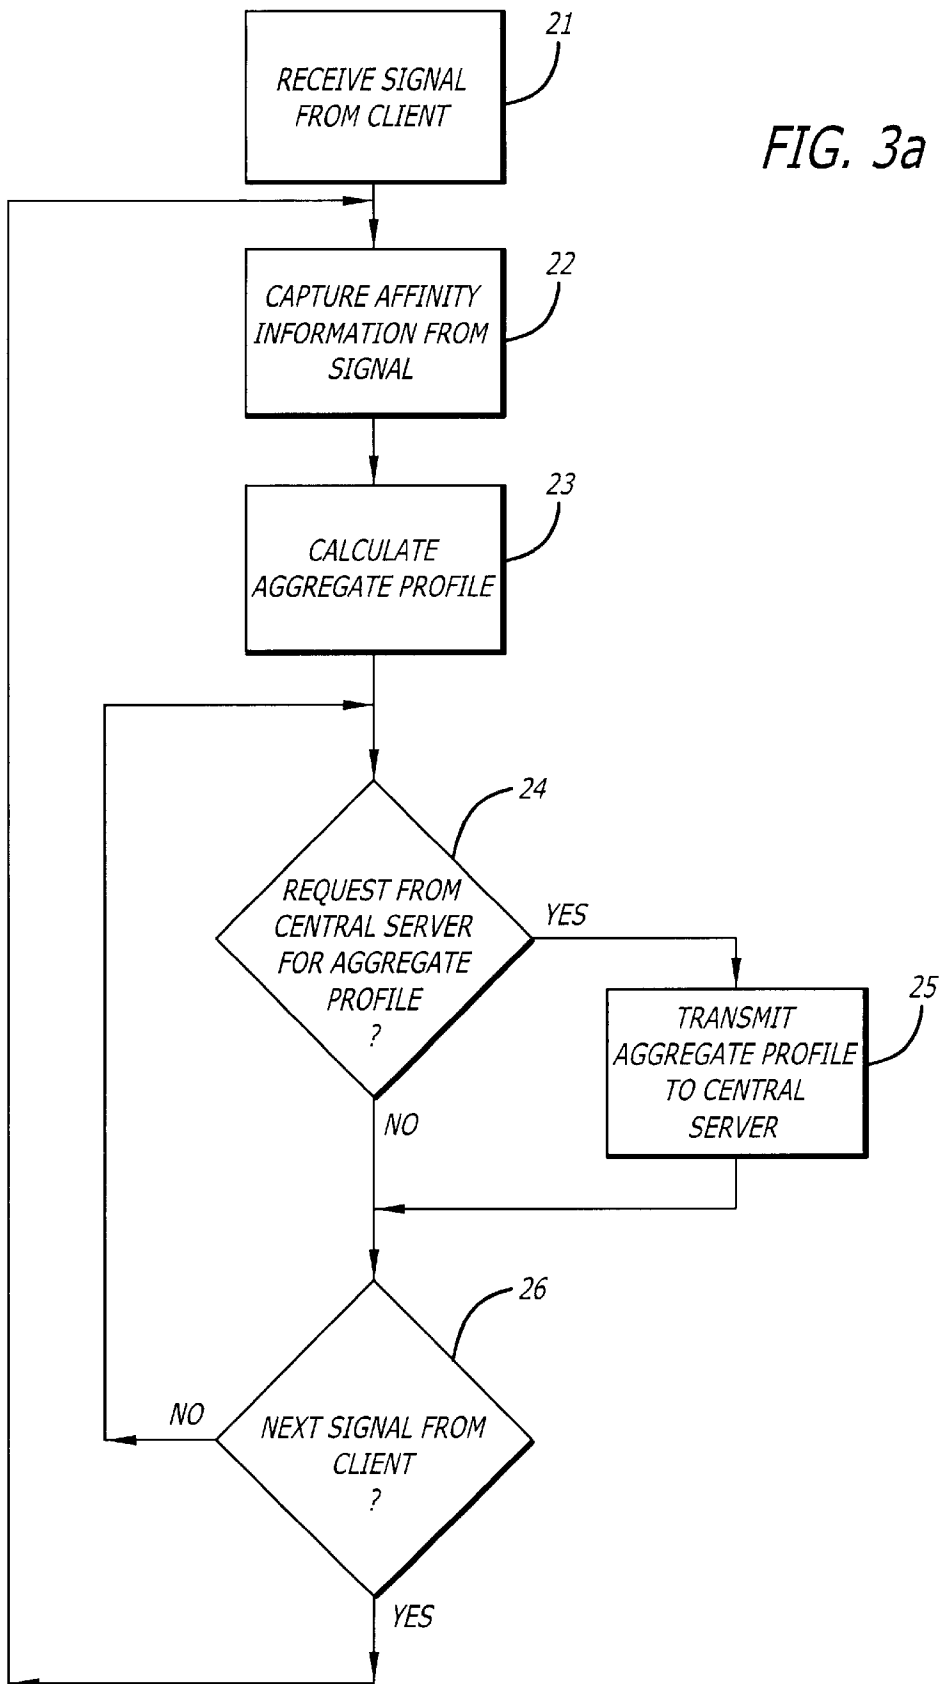 21
RECEIVE SIGNAL
FROM CLIENT
FIG. 3a
22
CAPTURE AFFINITY
INFORMATION FROM
SIGNAL
23
CALCULATE
AGGREGATE PROFILE
24
REQUEST FROM
CENTRAL SERVER
FOR AGGREGATE
PROFILE
?
YES
NO
25
TRANSMIT
AGGREGATE PROFILE
TO CENTRAL
SERVER
26
NEXT SIGNAL FROM
CLIENT
?
NO
YES